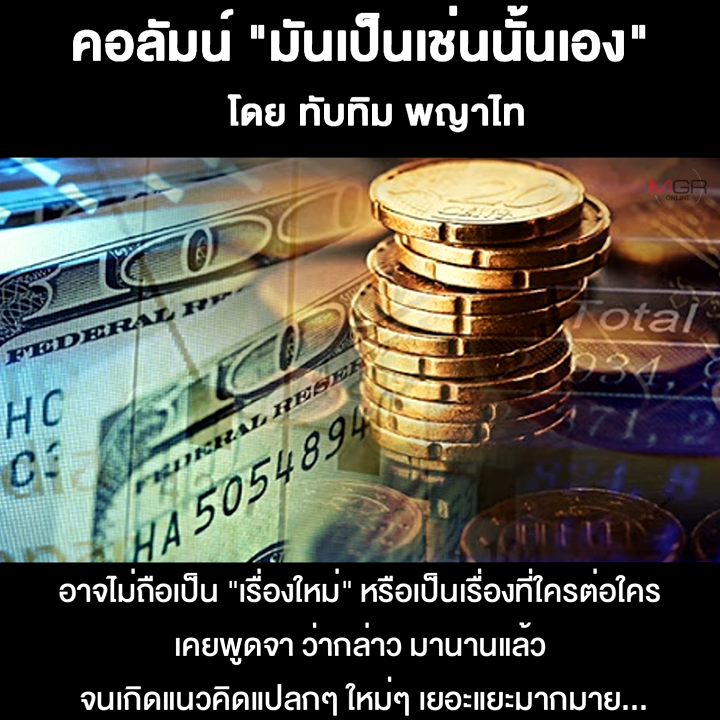 คอลัมน์ "มันเป็นเช่นนั้นเอง"
โดย ทับทิม พญาไท
MGR
ONLINE
Total
FEDERAL RESE
FEDERAL RESE
HA 5054894
อาจไม่ถือเป็น "เรื่องใหม่" หรือเป็นเรื่องที่ใครต่อใคร
เคยพูดจา ว่ากล่าว มานานแล้ว
จนเกิดแนวคิดแปลกๆ ใหม่ๆ เยอะแยะมากมาย...